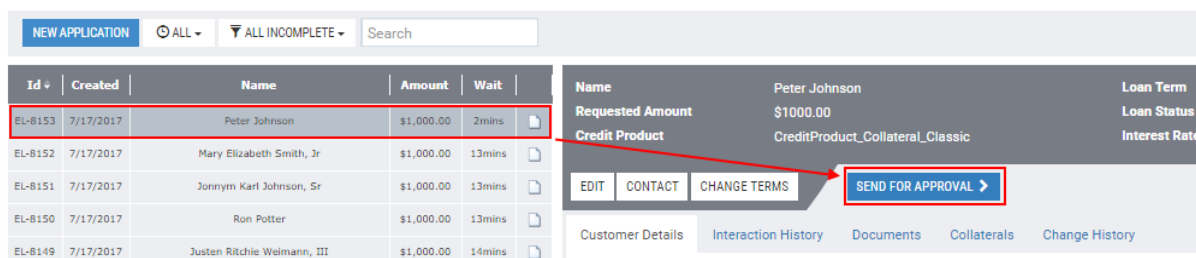 NEW APPLICATION ALL ALL INCOMPLETE Search
Id Created Name Amount Wait
EL-8153 7/17/2017 Peter Johnson $1,000.00 2mins
EL-8152 7/17/2017 Mary Elizabeth Smith, Jr $1,000.00 13mins
EL-8151 7/17/2017 Jonnym Karl Johnson, Sr $1,000.00 13mins
EL-8150 7/17/2017 Ron Potter $1,000.00 13mins
EL-8149 7/17/2017 Justen Ritchie Weimann, III $1,000.00 14mins
Name Peter Johnson Loan Term
Requested Amount $1000.00 Loan Status
Credit Product CreditProduct_Collateral_Classic Interest Rate
EDIT CONTACT CHANGE TERMS SEND FOR APPROVAL
Customer Details Interaction History Documents Collaterals Change History